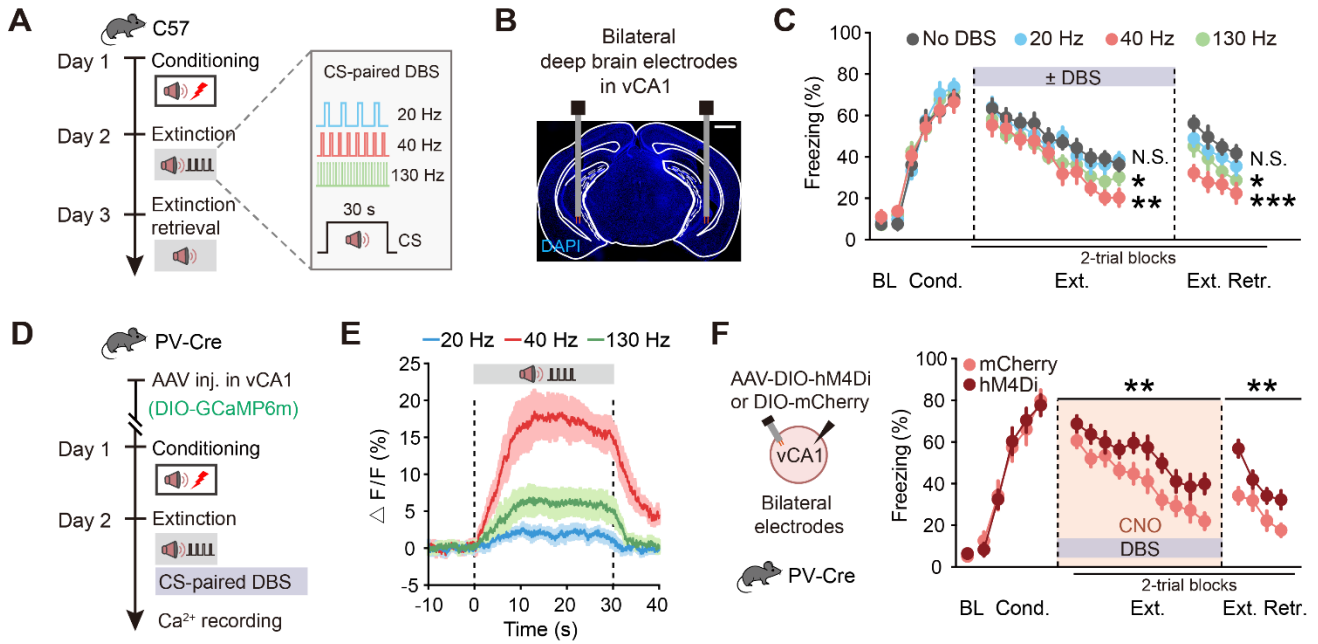 A
C57
Day 1
Conditioning
Day 2
Extinction
Day 3
Extinction
retrieval
CS-paired DBS
20 Hz
40 Hz
130 Hz
30 s
CS
B
Bilateral
deep brain electrodes
in vCA1
DAPI
C
No DBS 20 Hz 40 Hz 130 Hz
± DBS
Freezing (%)
100
80
60
40
20
0
N.S.
*
**
N.S.
*
***
2-trial blocks
BL Cond. Ext. Ext. Retr.
D
PV-Cre
AAV inj. in vCA1
(DIO-GCaMP6m)
Day 1
Conditioning
Day 2
Extinction
CS-paired DBS
Ca²⁺ recording
E
20 Hz 40 Hz 130 Hz
△ F/F (%)
25
20
15
10
5
0
-5
-10 0 10 20 30 40
Time (s)
F
AAV-DIO-hM4Di
or DIO-mCherry
vCA1
Bilateral
electrodes
PV-Cre
mCherry
hM4Di
** **
Freezing (%)
100
80
60
40
20
0
CNO
DBS
2-trial blocks
BL Cond. Ext. Ext. Retr.